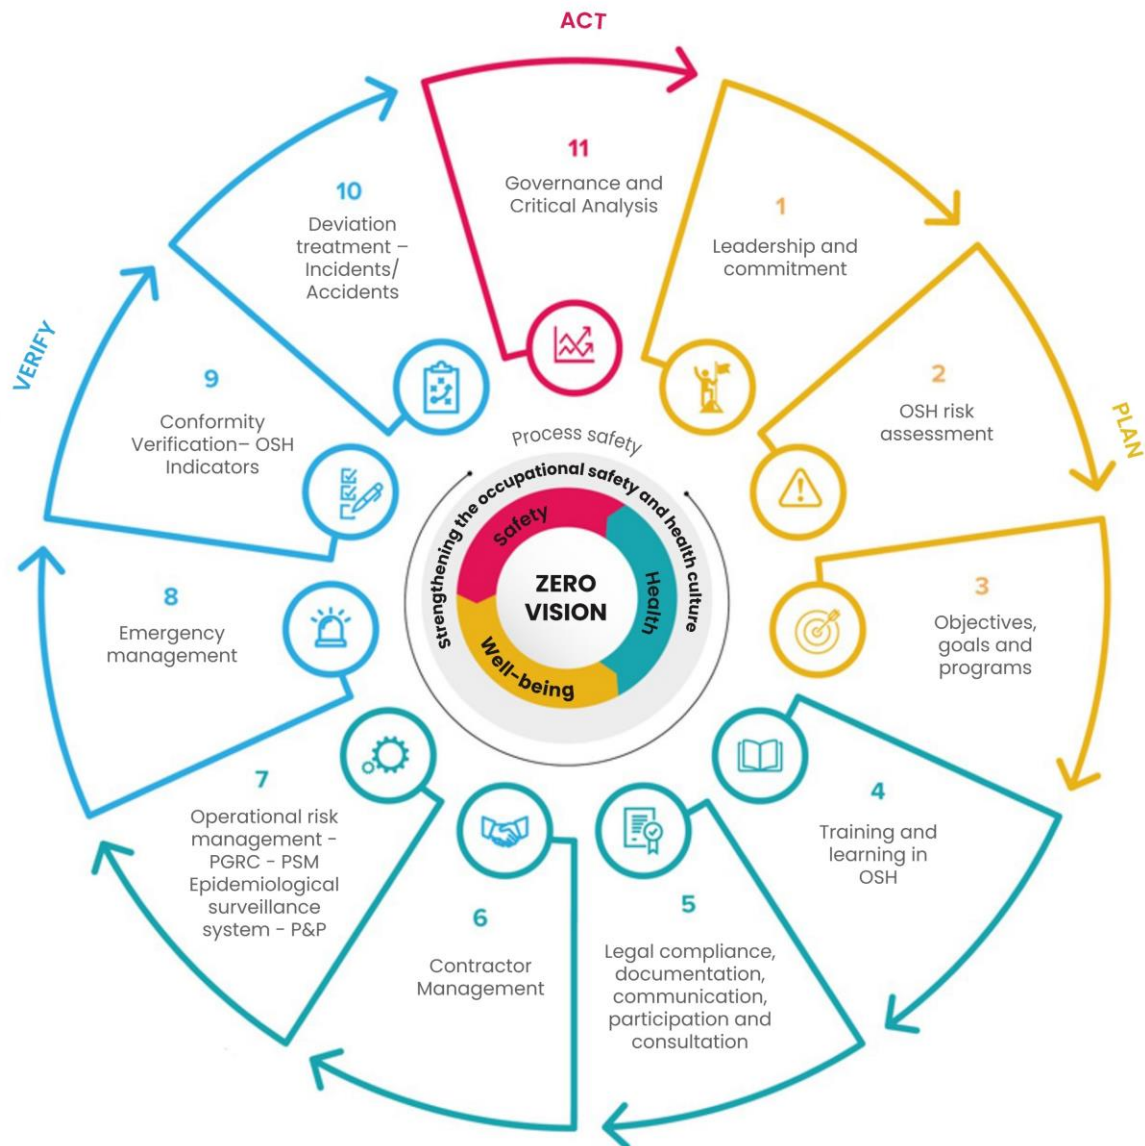 ACT
11
Governance and
Critical Analysis
1
Leadership and
commitment
2
OSH risk
assessment
PLAN
3
Objectives,
goals and
programs
4
Training and
learning in
OSH
5
Legal compliance,
documentation,
communication,
participation and
consultation
6
Contractor
Management
7
Operational risk
management -
PGRC - PSM
Epidemiological
surveillance
system - P&P
8
Emergency
management
VERIFY
9
Conformity
Verification– OSH
Indicators
10
Deviation
treatment –
Incidents/
Accidents
Process safety
Strengthening the occupational safety and health culture
Safety
Health
Well-being
ZERO
VISION